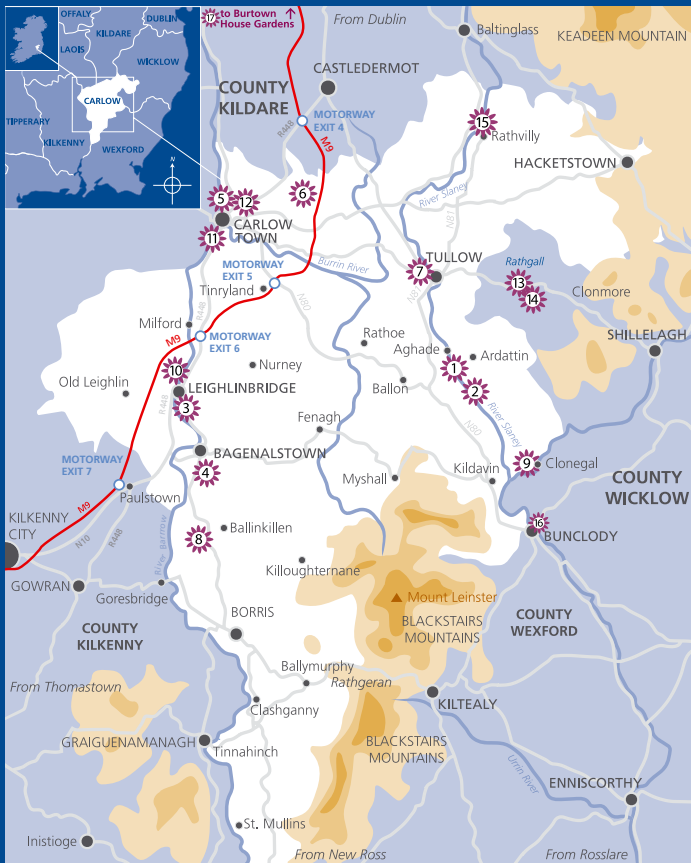 OFFALY
DUBLIN
KILDARE
LAOIS
WICKLOW
CARLOW
TIPPERARY
KILKENNY
WEXFORD
N
17 to Burtown
House Gardens
From Dublin
Baltinglass
KEADEEN MOUNTAIN
COUNTY
KILDARE
CASTLEDERMOT
R448
MOTORWAY
EXIT 4
M9
15
Rathvilly
HACKETSTOWN
5
12
6
River Slaney
N81
CARLOW
TOWN
11
MOTORWAY
EXIT 5
Burrin River
7
TULLOW
Rathgall
13
14
Clonmore
Tinryland
N80
N81
R448
Milford
M9
MOTORWAY
EXIT 6
Rathoe
Aghade
Ardattin
SHILLELAGH
1
2
10
Nurney
Old Leighlin
LEIGHLINBRIDGE
Ballon
3
R448
River Slaney
Fenagh
N80
BAGENALSTOWN
MOTORWAY
EXIT 7
4
Myshall
Kildavin
9
Clonegal
COUNTY
WICKLOW
M9
Paulstown
KILKENNY
CITY
N10
R448
River Barrrow
8
Ballinkillen
16
BUNCLODY
Killoughternane
GOWRAN
Goresbridge
Mount Leinster
BLACKSTAIRS
MOUNTAINS
COUNTY
WEXFORD
COUNTY
KILKENNY
BORRIS
Ballymurphy
Rathgeran
From Thomastown
Clashganny
KILTEALY
GRAIGUENAMANAGH
Tinnahinch
BLACKSTAIRS
MOUNTAINS
Urrin River
ENNISCORTHY
St. Mullins
Inistioge
From New Ross
From Rosslare